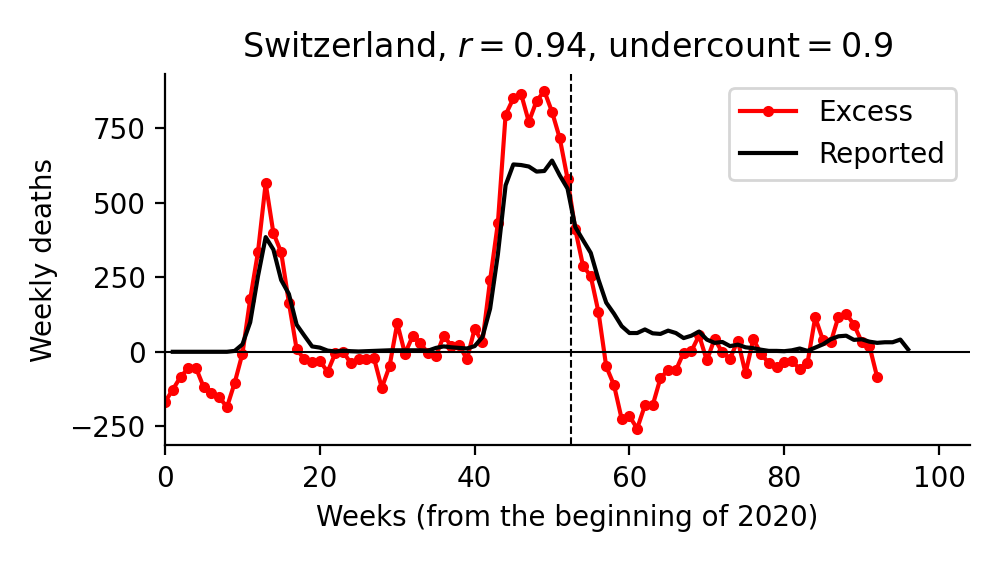 Switzerland, r = 0.94, undercount = 0.9
Excess
Reported
Weekly deaths
750
500
250
0
−250
0 20 40 60 80 100
Weeks (from the beginning of 2020)